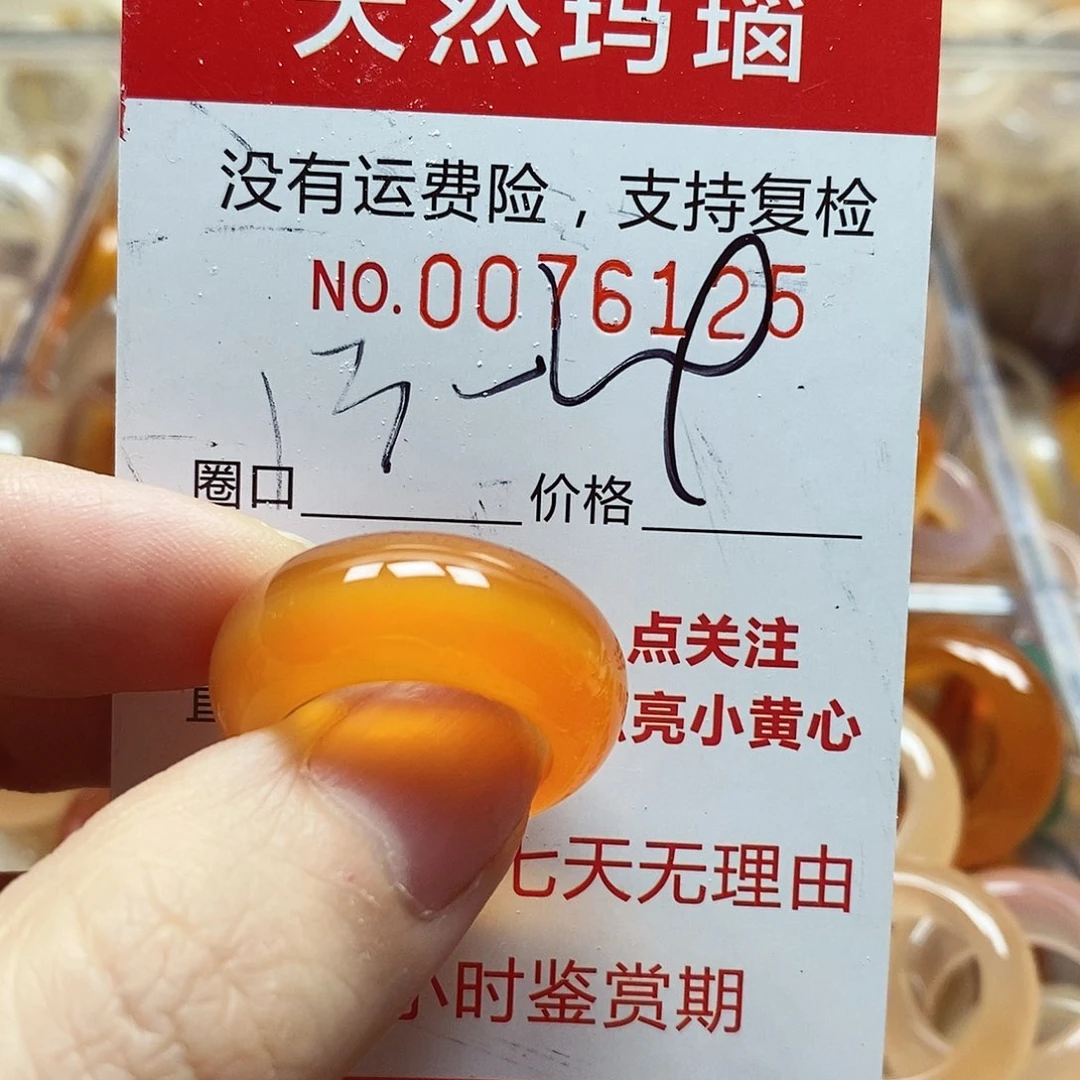 天然玛瑙
没有运费险，支持复检
NO.0076125
圈口 价格
点关注
亮小黄心
七天无理由
小时鉴赏期